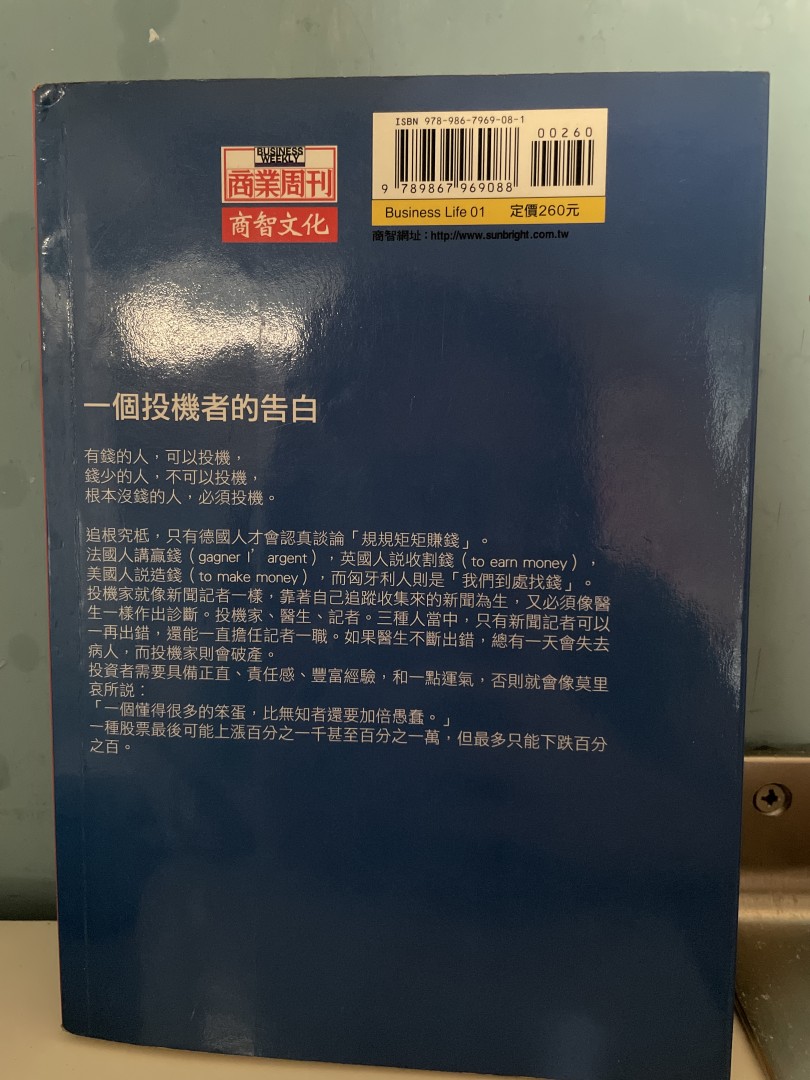 ISBN 978-986-7969-08-1
00260
9 789867 969088
BUSINESS
WEEKLY
商業周刊
商智文化
Business Life 01 定價260元
商智網址：http://www.sunbright.com.tw
一個投機者的告白
有錢的人，可以投機，
錢少的人，不可以投機，
根本沒錢的人，必須投機。
追根究柢，只有德國人才會認真談論「規規矩矩賺錢」。
法國人講贏錢（gagner l’argent），英國人說收割錢（to earn money），
美國人說造錢（to make money），而匈牙利人則是「我們到處找錢」。
投機家就像新聞記者一樣，靠著自己追蹤收集來的新聞為生，又必須像醫
生一樣作出診斷。投機家、醫生、記者。三種人當中，只有新聞記者可以
一再出錯，還能一直擔任記者一職。如果醫生不斷出錯，總有一天會失去
病人，而投機家則會破產。
投資者需要具備正直、責任感、豐富經驗，和一點運氣，否則就會像莫里
哀所說：
「一個懂得很多的笨蛋，比無知者還要加倍愚蠢。」
一種股票最後可能上漲百分之一千甚至百分之一萬，但最多只能下跌百分
之百。